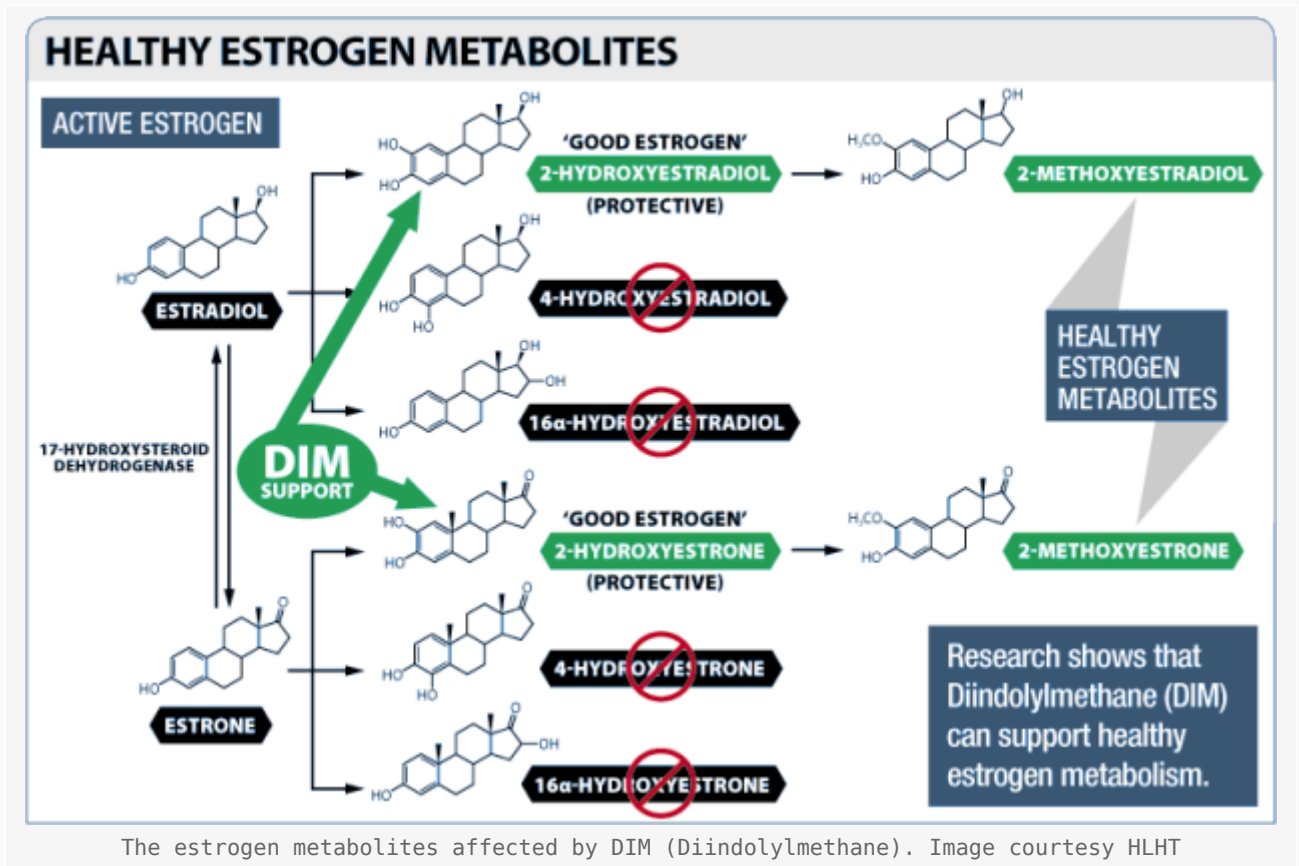 HEALTHY ESTROGEN METABOLITES
ACTIVE ESTROGEN
OH
HO
HO
'GOOD ESTROGEN'
2-HYDROXYESTRADIOL
(PROTECTIVE)
OH
H₃CO
HO
2-METHOXYESTRADIOL
OH
HO
ESTRADIOL
OH
HO
OH
4-HYDROXYESTRADIOL
OH
OH
HO
16α-HYDROXYESTRADIOL
HEALTHY
ESTROGEN
METABOLITES
17-HYDROXYSTEROID
DEHYDROGENASE
DIM
SUPPORT
O
HO
HO
'GOOD ESTROGEN'
2-HYDROXYESTRONE
(PROTECTIVE)
O
H₃CO
HO
2-METHOXYESTRONE
O
HO
ESTRONE
O
HO
OH
4-HYDROXYESTRONE
O
OH
HO
16α-HYDROXYESTRONE
Research shows that
Diindolylmethane (DIM)
can support healthy
estrogen metabolism.
The estrogen metabolites affected by DIM (Diindolylmethane). Image courtesy HLHT